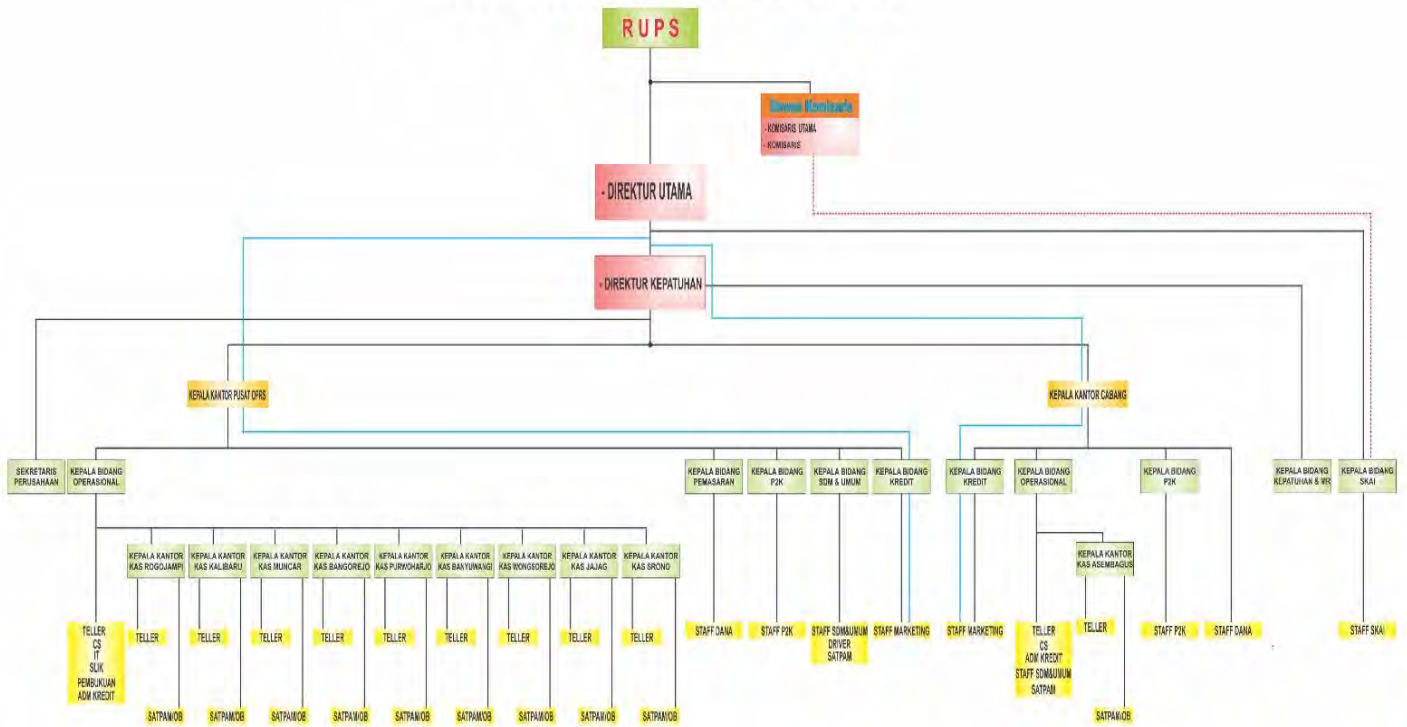 RUPS
Dewan Komisaris
- KOMISARIS UTAMA
- KOMISARIS
- DIREKTUR UTAMA
- DIREKTUR KEPATUHAN
KEPALA KANTOR PUSAT OPRS
KEPALA KANTOR CABANG
SEKRETARIS
PERUSAHAAN
KEPALA BIDANG
OPERASIONAL
KEPALA BIDANG
PEMASARAN
KEPALA BIDANG
P2K
KEPALA BIDANG
SDM & UMUM
KEPALA BIDANG
KREDIT
KEPALA BIDANG
KREDIT
KEPALA BIDANG
OPERASIONAL
KEPALA BIDANG
P2K
KEPALA BIDANG
KEPATUHAN & MR
KEPALA BIDANG
SKAI
KEPALA KANTOR
KAS ROGOJAMPI
KEPALA KANTOR
KAS KALIBARU
KEPALA KANTOR
KAS MUNCAR
KEPALA KANTOR
KAS BANGOREJO
KEPALA KANTOR
KAS PURWOHARJO
KEPALA KANTOR
KAS BANYUWANGI
KEPALA KANTOR
KAS WONGSOREJO
KEPALA KANTOR
KAS JAJAG
KEPALA KANTOR
KAS SRONO
KEPALA KANTOR
KAS ASEMBAGUS
TELLER
CS
IT
SLIK
PEMBUKUAN
ADM KREDIT
TELLER
TELLER
TELLER
TELLER
TELLER
TELLER
TELLER
TELLER
TELLER
STAFF DANA
STAFF P2K
STAFF SDM&UMUM
DRIVER
SATPAM
STAFF MARKETING
STAFF MARKETING
TELLER
CS
ADM KREDIT
STAFF SDM&UMUM
SATPAM
TELLER
STAFF P2K
STAFF DANA
STAFF SKAI
SATPAM/OB
SATPAM/OB
SATPAM/OB
SATPAM/OB
SATPAM/OB
SATPAM/OB
SATPAM/OB
SATPAM/OB
SATPAM/OB
SATPAM/OB